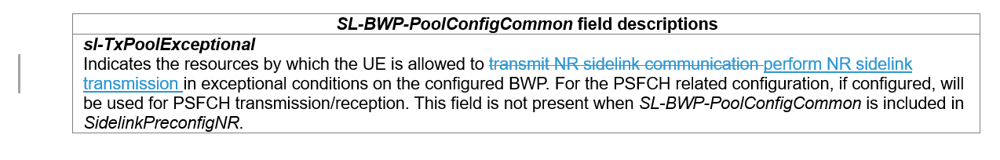 SL-BWP-PoolConfigCommon field descriptions
sl-TxPoolExceptional
Indicates the resources by which the UE is allowed to transmit NR sidelink communication perform NR sidelink
transmission in exceptional conditions on the configured BWP. For the PSFCH related configuration, if configured, will
be used for PSFCH transmission/reception. This field is not present when SL-BWP-PoolConfigCommon is included in
SidelinkPreconfigNR.